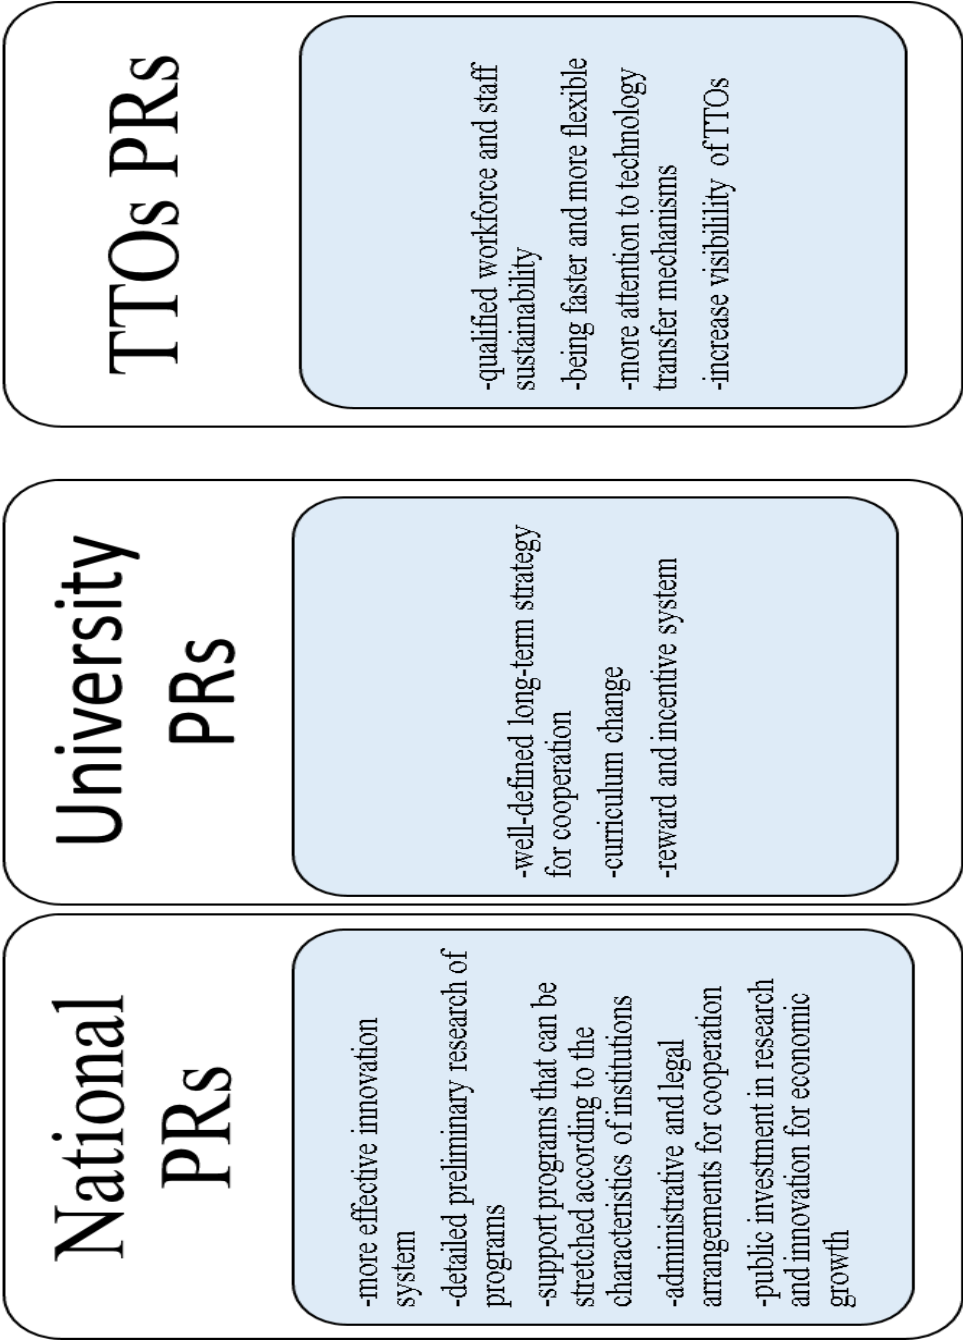 National
PRs
-more effective innovation
system
-detailed preliminary research of
programs
-support programs that can be
stretched according to the
characteristics of institutions
-administrative and legal
arrangements for cooperation
-public investment in research
and innovation for economic
growth
University
PRs
-well-defined long-term strategy
for cooperation
-curriculum change
-reward and incentive system
TTOs PRs
-qualified workforce and staff
sustainability
-being faster and more flexible
-more attention to technology
transfer mechanisms
-increase visibilility of TTOs